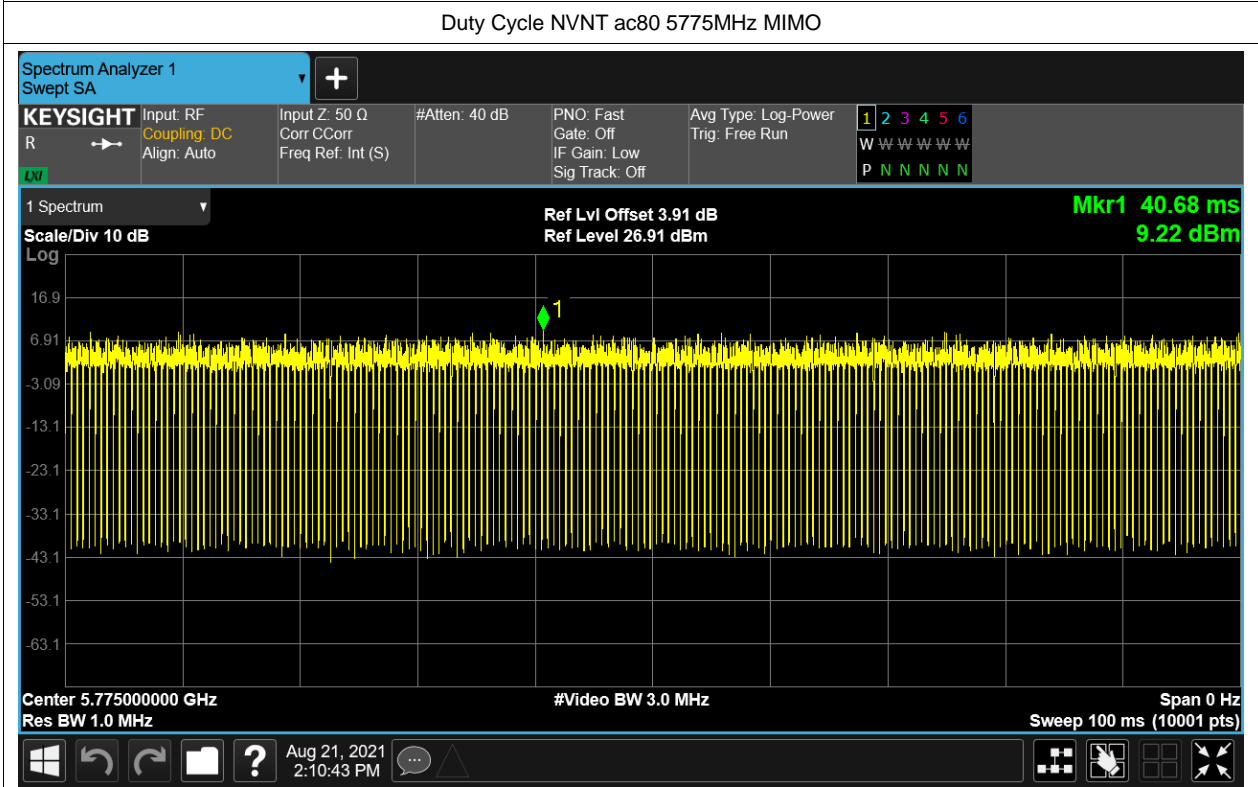 Duty Cycle NVNT ac80 5775MHz MIMO
Spectrum Analyzer 1
Swept SA
+
KEYSIGHT
R
LXI
Input: RF
Coupling: DC
Align: Auto
Input Z: 50 Ω
Corr CCorr
Freq Ref: Int (S)
#Atten: 40 dB
PNO: Fast
Gate: Off
IF Gain: Low
Sig Track: Off
Avg Type: Log-Power
Trig: Free Run
1 2 3 4 5 6
W W W W W W
P N N N N N
1 Spectrum
Scale/Div 10 dB
Ref Lvl Offset 3.91 dB
Ref Level 26.91 dBm
Mkr1 40.68 ms
9.22 dBm
Log
16.9
6.91
-3.09
-13.1
-23.1
-33.1
-43.1
-53.1
-63.1
1
Center 5.775000000 GHz
Res BW 1.0 MHz
#Video BW 3.0 MHz
Span 0 Hz
Sweep 100 ms (10001 pts)
?
Aug 21, 2021
2:10:43 PM